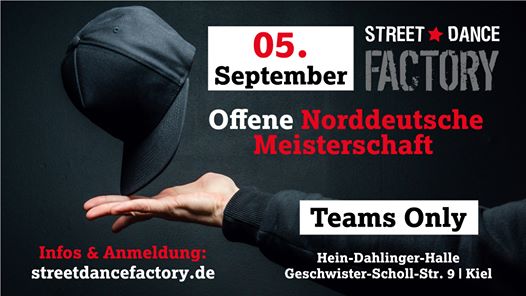 05.
September
STREET DANCE
FACTORY
Offene Norddeutsche
Meisterschaft
Teams Only
Infos & Anmeldung:
streetdancefactory.de
Hein-Dahlinger-Halle
Geschwister-Scholl-Str. 9 | Kiel